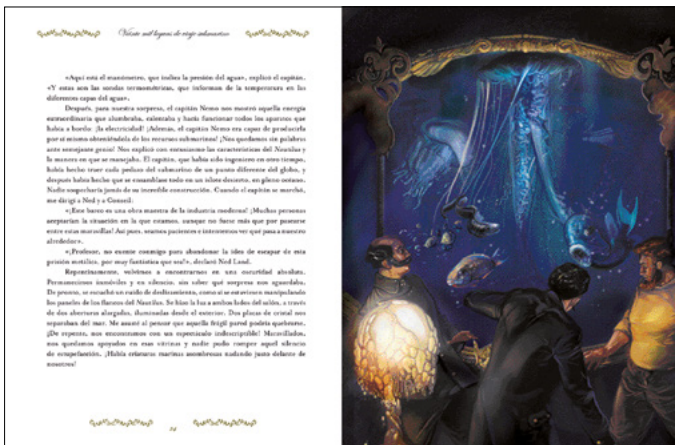 Veinte mil leguas de viaje submarino
«Aquí está el manómetro, que indica la presión del agua», explicó el capitán.
«Y estas son las sondas termométricas, que informan de la temperatura en las
diferentes capas del agua».
Después, para nuestra sorpresa, el capitán Nemo nos mostró aquella energía
extraordinaria que alumbraba, calentaba y hacía funcionar todos los aparatos que
había a bordo: ¡la electricidad! ¡Además, el capitán Nemo era capaz de producirla
por sí mismo obteniéndola de los recursos submarinos! ¡Nos quedamos sin palabras
ante semejante genio! Nos explicó con entusiasmo las características del Nautilus y
la manera en que se manejaba. El capitán, que había sido ingeniero en otro tiempo,
había hecho traer cada pedazo del submarino de un punto diferente del globo, y
después había hecho que se ensamblase todo en un islote desierto, en pleno océano.
Nadie sospecharía jamás de su increíble construcción. Cuando el capitán se marchó,
me dirigí a Ned y a Conseil:
«¡Este barco es una obra maestra de la industria moderna! ¡Muchas personas
aceptarían la situación en la que estamos, aunque no fuese más que por pasearse
entre estas maravillas! Así pues, seamos pacientes e intentemos ver qué pasa a nuestro
alrededor».
«¡Profesor, no cuente conmigo para abandonar la idea de escapar de esta
prisión metálica, por muy fantástica que sea!», declaró Ned Land.
Repentinamente, volvimos a encontrarnos en una oscuridad absoluta.
Permanecimos inmóviles y en silencio, sin saber qué sorpresa nos aguardaba.
De pronto, se escuchó un ruido de deslizamiento, como si se estuviesen manipulando
los paneles de los flancos del Nautilus. Se hizo la luz a ambos lados del salón, a través
de dos aberturas alargadas, iluminadas desde el exterior. Dos placas de cristal nos
separaban del mar. Me asusté al pensar que aquella frágil pared podría quebrarse.
¡De repente, nos encontramos con un espectáculo indescriptible! Maravillados,
nos quedamos apoyados en esas vitrinas y nadie pudo romper aquel silencio
de estupefacción. ¡Había criaturas marinas asombrosas nadando justo delante de
nosotros!